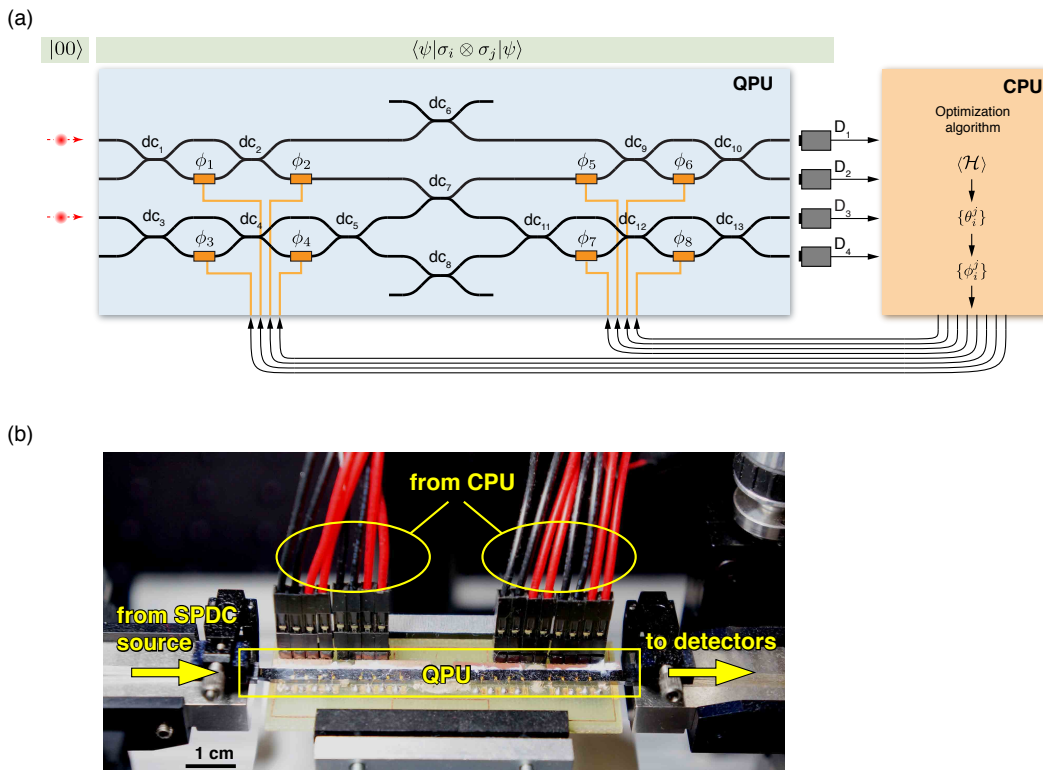 (a)
|00⟩
⟨ψ|σ_i ⊗ σ_j|ψ⟩
QPU
CPU
dc_6
D_1
Optimization
algorithm
dc_1
dc_2
dc_9
dc_10
ϕ_1
ϕ_2
ϕ_5
ϕ_6
⟨H⟩
D_2
dc_7
dc_3
dc_4
dc_5
dc_11
dc_12
dc_13
D_3
{θ_i^j}
ϕ_3
ϕ_4
ϕ_7
ϕ_8
D_4
dc_8
{ϕ_i^j}
(b)
from CPU
from SPDC
source
to detectors
QPU
1 cm